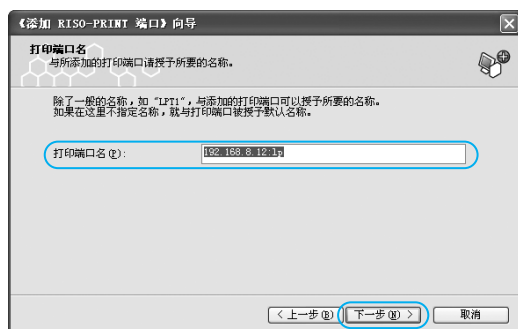 《添加 RISO-PRINT 端口》向导
打印端口名
与所添加的打印端口请授予所要的名称。
除了一般的名称，如 "LPT1"，与添加的打印端口可以授予所要的名称。
如果在这里不指定名称，就与打印端口被授予默认名称。
打印端口名(P):
192.168.8.12:lp
< 上一步(B)
下一步(N) >
取消